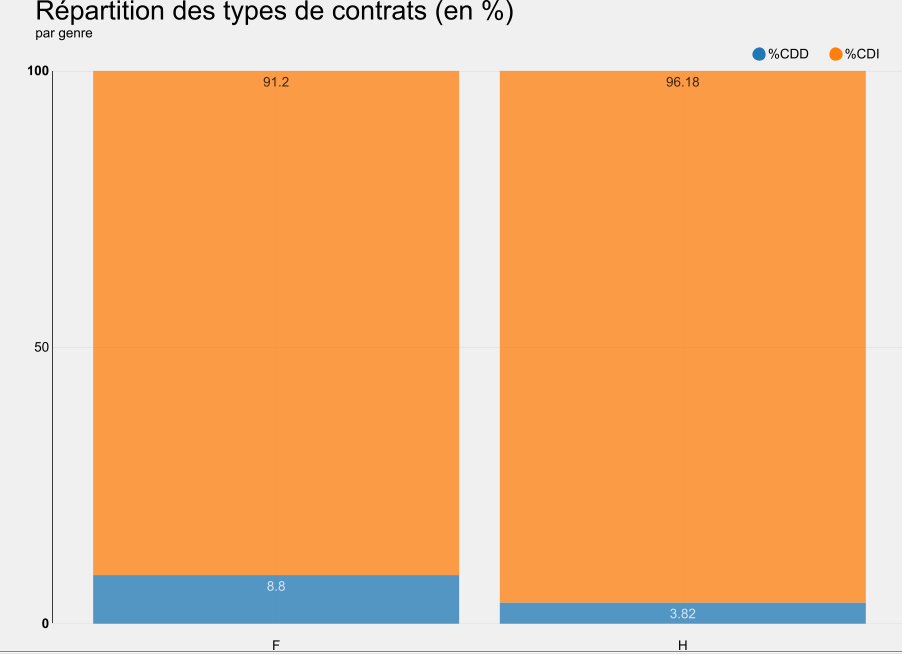 Répartition des types de contrats (en %)
par genre
%CDD %CDI
100
91.2 96.18
50
8.8
3.82
0
F H